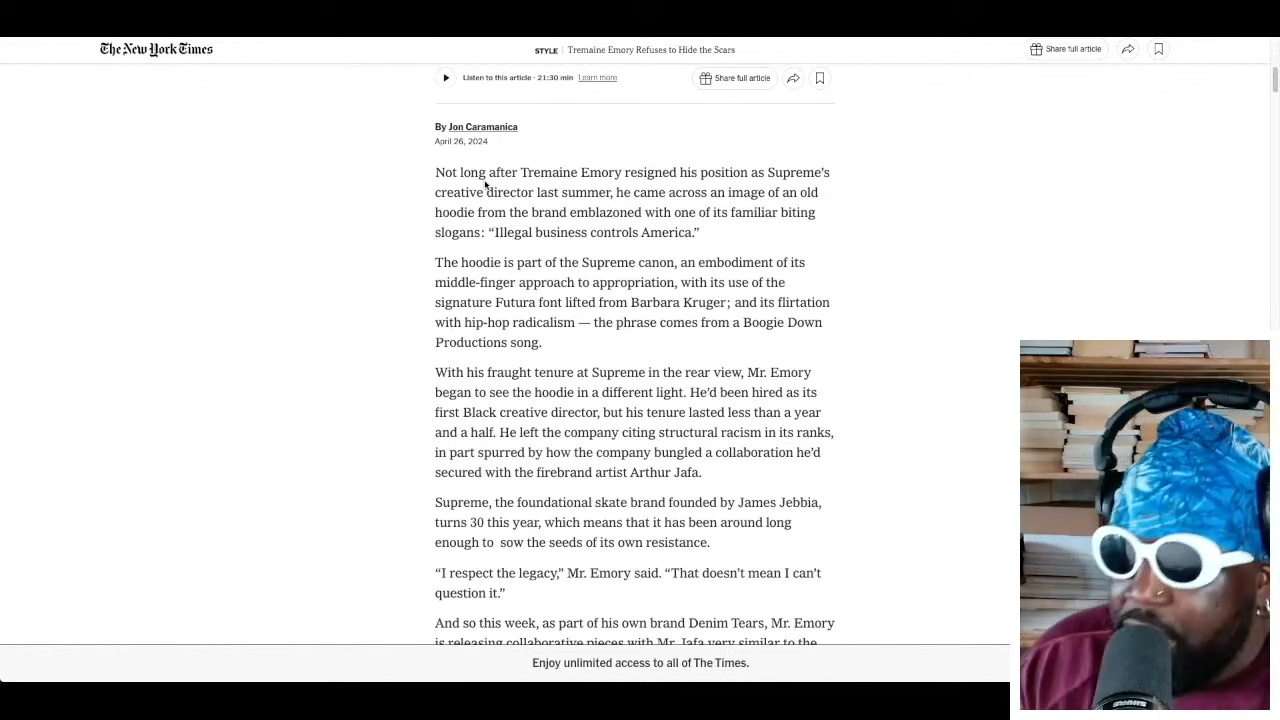 The New York Times
STYLE | Tremaine Emory Refuses to Hide the Scars
Share full article
Listen to this article · 21:30 min Learn more
Share full article
By Jon Caramanica
April 26, 2024
Not long after Tremaine Emory resigned his position as Supreme’s
creative director last summer, he came across an image of an old
hoodie from the brand emblazoned with one of its familiar biting
slogans: “Illegal business controls America.”
The hoodie is part of the Supreme canon, an embodiment of its
middle-finger approach to appropriation, with its use of the
signature Futura font lifted from Barbara Kruger; and its flirtation
with hip-hop radicalism — the phrase comes from a Boogie Down
Productions song.
With his fraught tenure at Supreme in the rear view, Mr. Emory
began to see the hoodie in a different light. He’d been hired as its
first Black creative director, but his tenure lasted less than a year
and a half. He left the company citing structural racism in its ranks,
in part spurred by how the company bungled a collaboration he’d
secured with the firebrand artist Arthur Jafa.
Supreme, the foundational skate brand founded by James Jebbia,
turns 30 this year, which means that it has been around long
enough to sow the seeds of its own resistance.
“I respect the legacy,” Mr. Emory said. “That doesn’t mean I can’t
question it.”
And so this week, as part of his own brand Denim Tears, Mr. Emory
is releasing collaborative pieces with Mr. Jafa very similar to the
Enjoy unlimited access to all of The Times.
SHURE